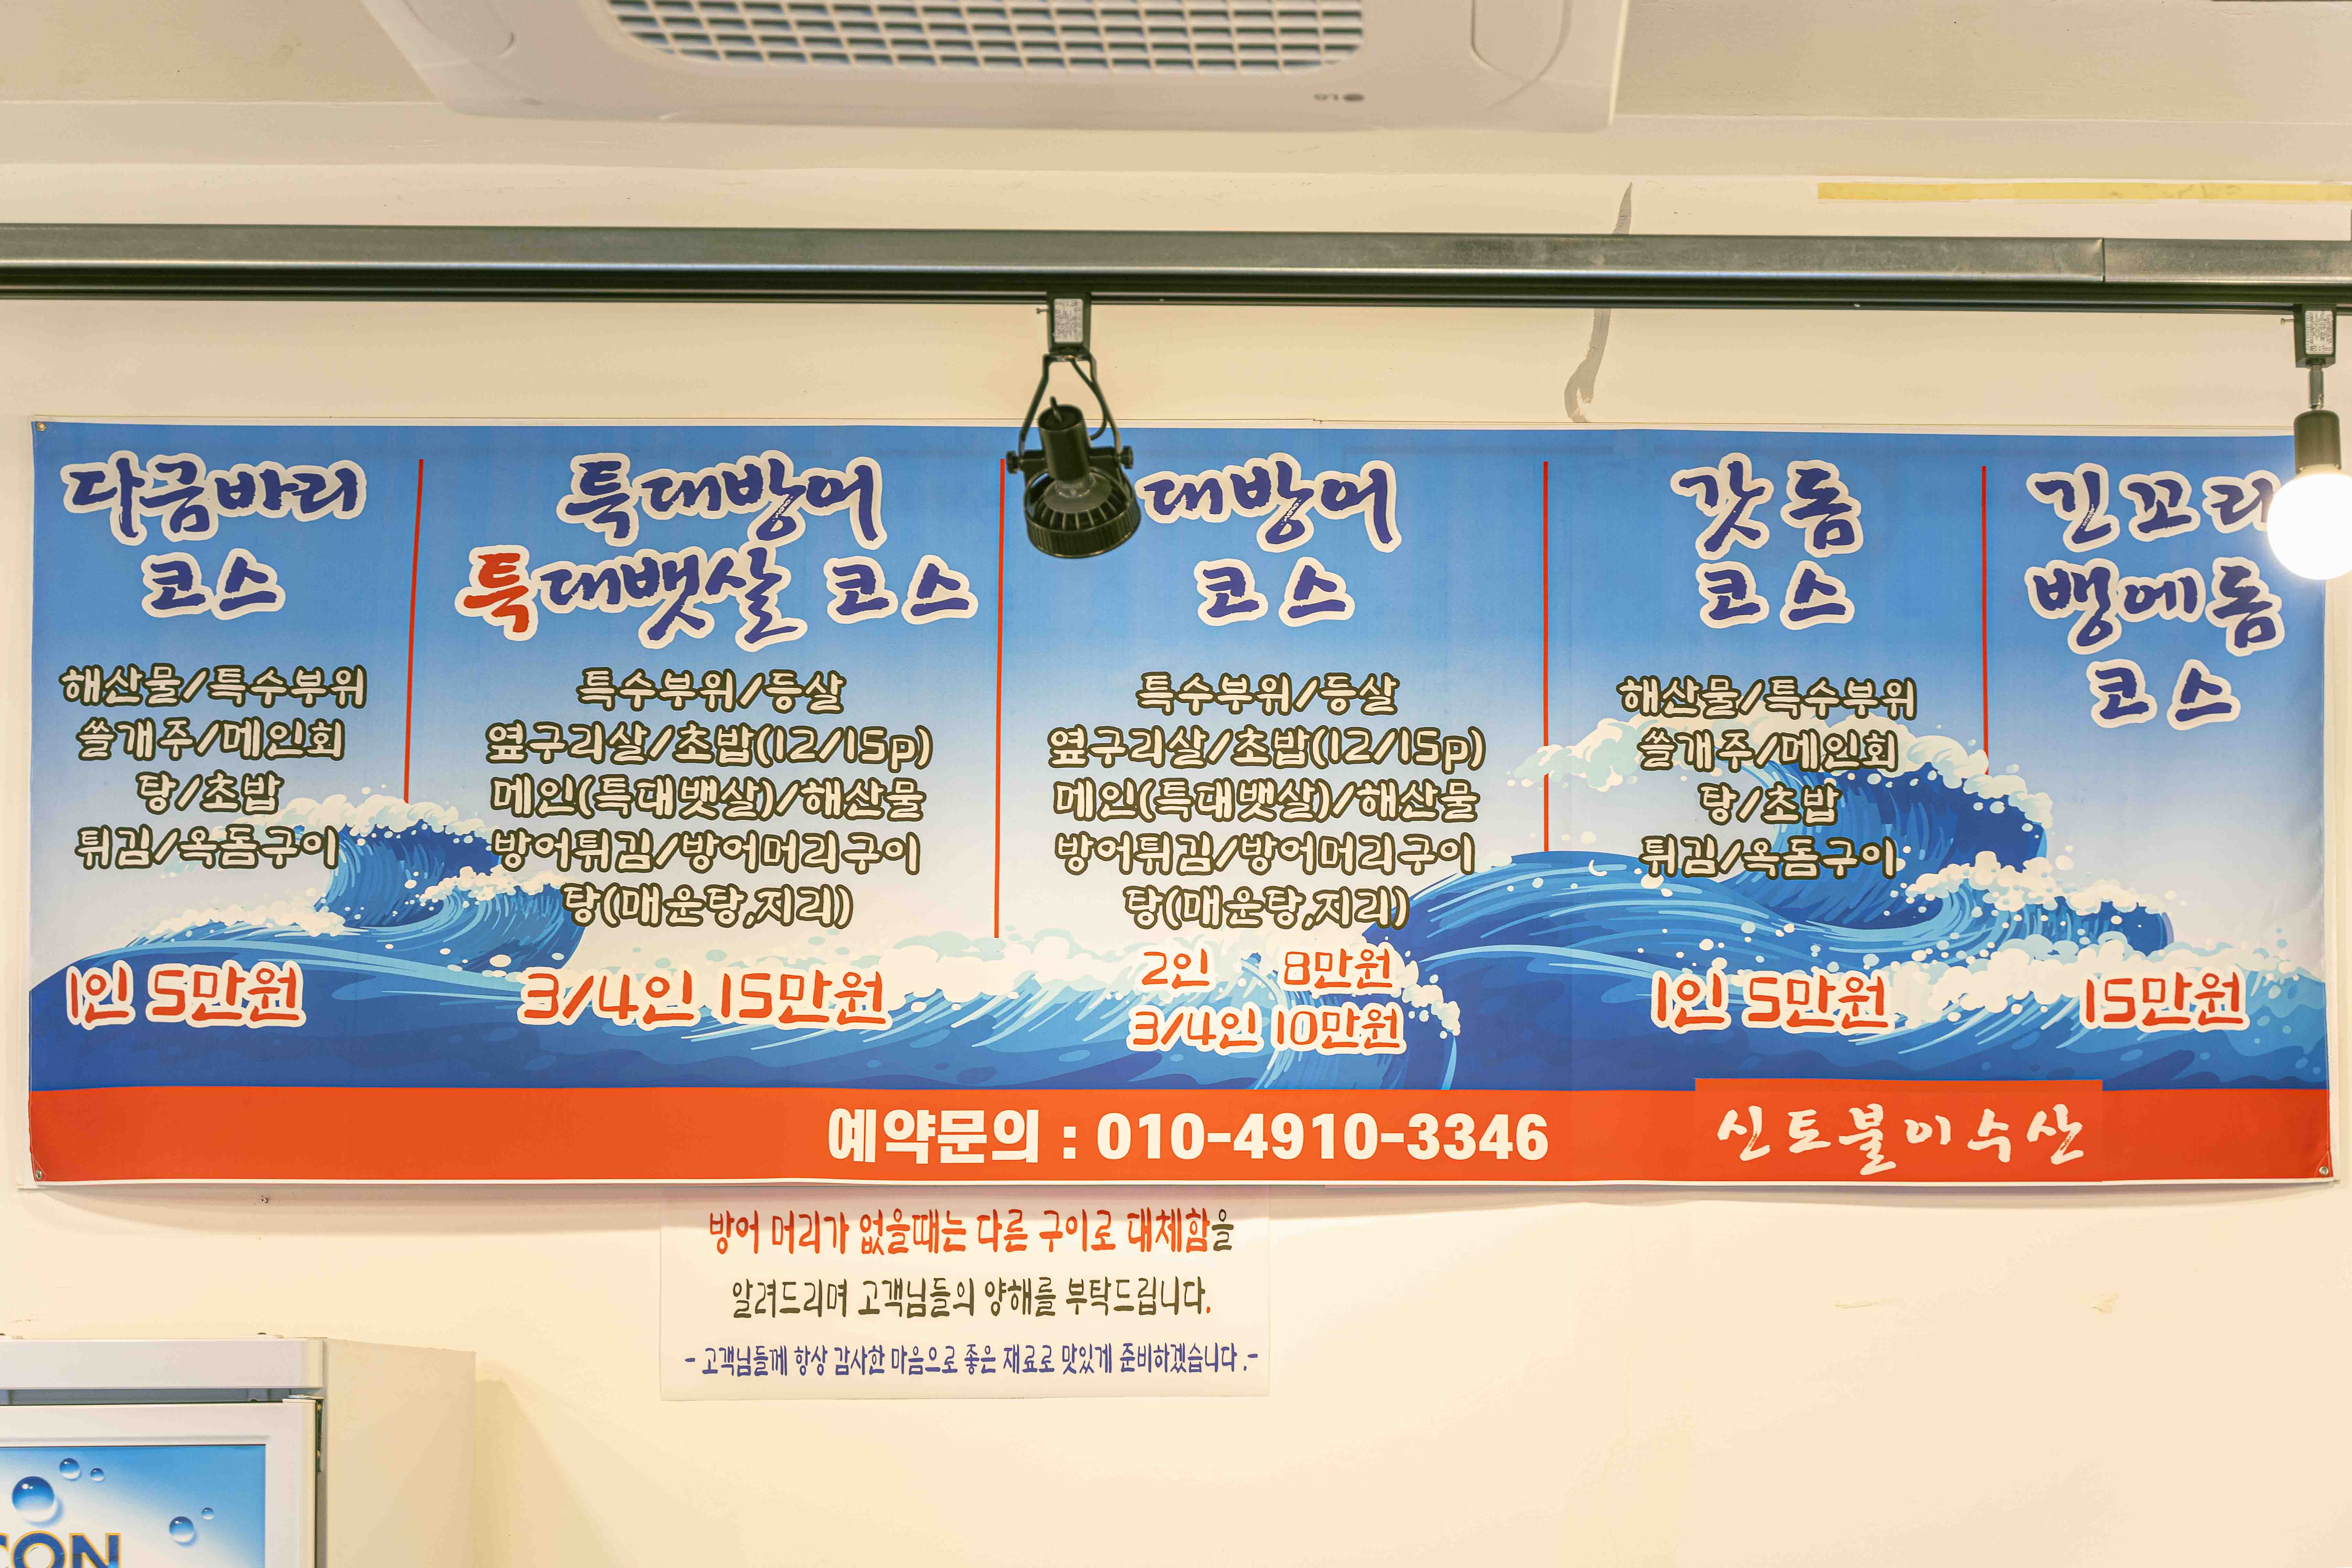 다금바리
코스
해산물/특수부위
쓸개주/메인회
탕/초밥
튀김/옥돔구이
1인 5만원
특대방어
특대뱃살 코스
특수부위/등살
옆구리살/초밥(12/15p)
메인(특대뱃살)/해산물
방어튀김/방어머리구이
탕(매운탕,지리)
3/4인 15만원
대방어
코스
특수부위/등살
옆구리살/초밥(12/15p)
메인(특대뱃살)/해산물
방어튀김/방어머리구이
탕(매운탕,지리)
2인 8만원
3/4인 10만원
갓돔
코스
해산물/특수부위
쓸개주/메인회
탕/초밥
튀김/옥돔구이
1인 5만원
긴꼬리
뱅에돔
코스
15만원
예약문의 : 010-4910-3346
신토불이수산
방어 머리가 없을때는 다른 구이로 대체함을
알려드리며 고객님들의 양해를 부탁드립니다.
- 고객님들께 항상 감사한 마음으로 좋은 재료로 맛있게 준비하겠습니다.-
CON
LG